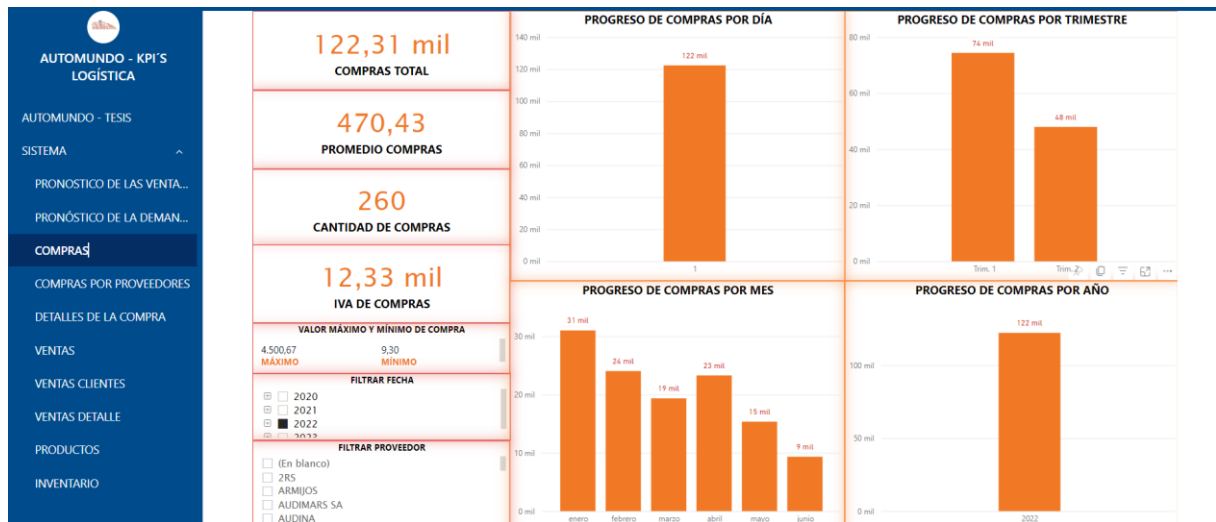 AUTOMUNDO - KPI´S
LOGÍSTICA
AUTOMUNDO - TESIS
SISTEMA
PRONOSTICO DE LAS VENTA...
PRONÓSTICO DE LA DEMAN...
COMPRAS
COMPRAS POR PROVEEDORES
DETALLES DE LA COMPRA
VENTAS
VENTAS CLIENTES
VENTAS DETALLE
PRODUCTOS
INVENTARIO
122,31 mil
COMPRAS TOTAL
470,43
PROMEDIO COMPRAS
260
CANTIDAD DE COMPRAS
12,33 mil
IVA DE COMPRAS
VALOR MÁXIMO Y MÍNIMO DE COMPRA
4.500,67 9,30
MÁXIMO MÍNIMO
FILTRAR FECHA
2020
2021
2022
2023
FILTRAR PROVEEDOR
(En blanco)
2RS
ARMIJOS
AUDIMARS SA
AUDINA
PROGRESO DE COMPRAS POR DÍA
140 mil
122 mil
120 mil
100 mil
80 mil
60 mil
40 mil
20 mil
0 mil
1
PROGRESO DE COMPRAS POR TRIMESTRE
80 mil
74 mil
60 mil
48 mil
40 mil
20 mil
0 mil
Trim. 1 Trim. 2
PROGRESO DE COMPRAS POR MES
31 mil
30 mil
24 mil
23 mil
19 mil
20 mil
15 mil
10 mil
9 mil
0 mil
enero febrero marzo abril mayo junio
PROGRESO DE COMPRAS POR AÑO
122 mil
100 mil
50 mil
0 mil
2022